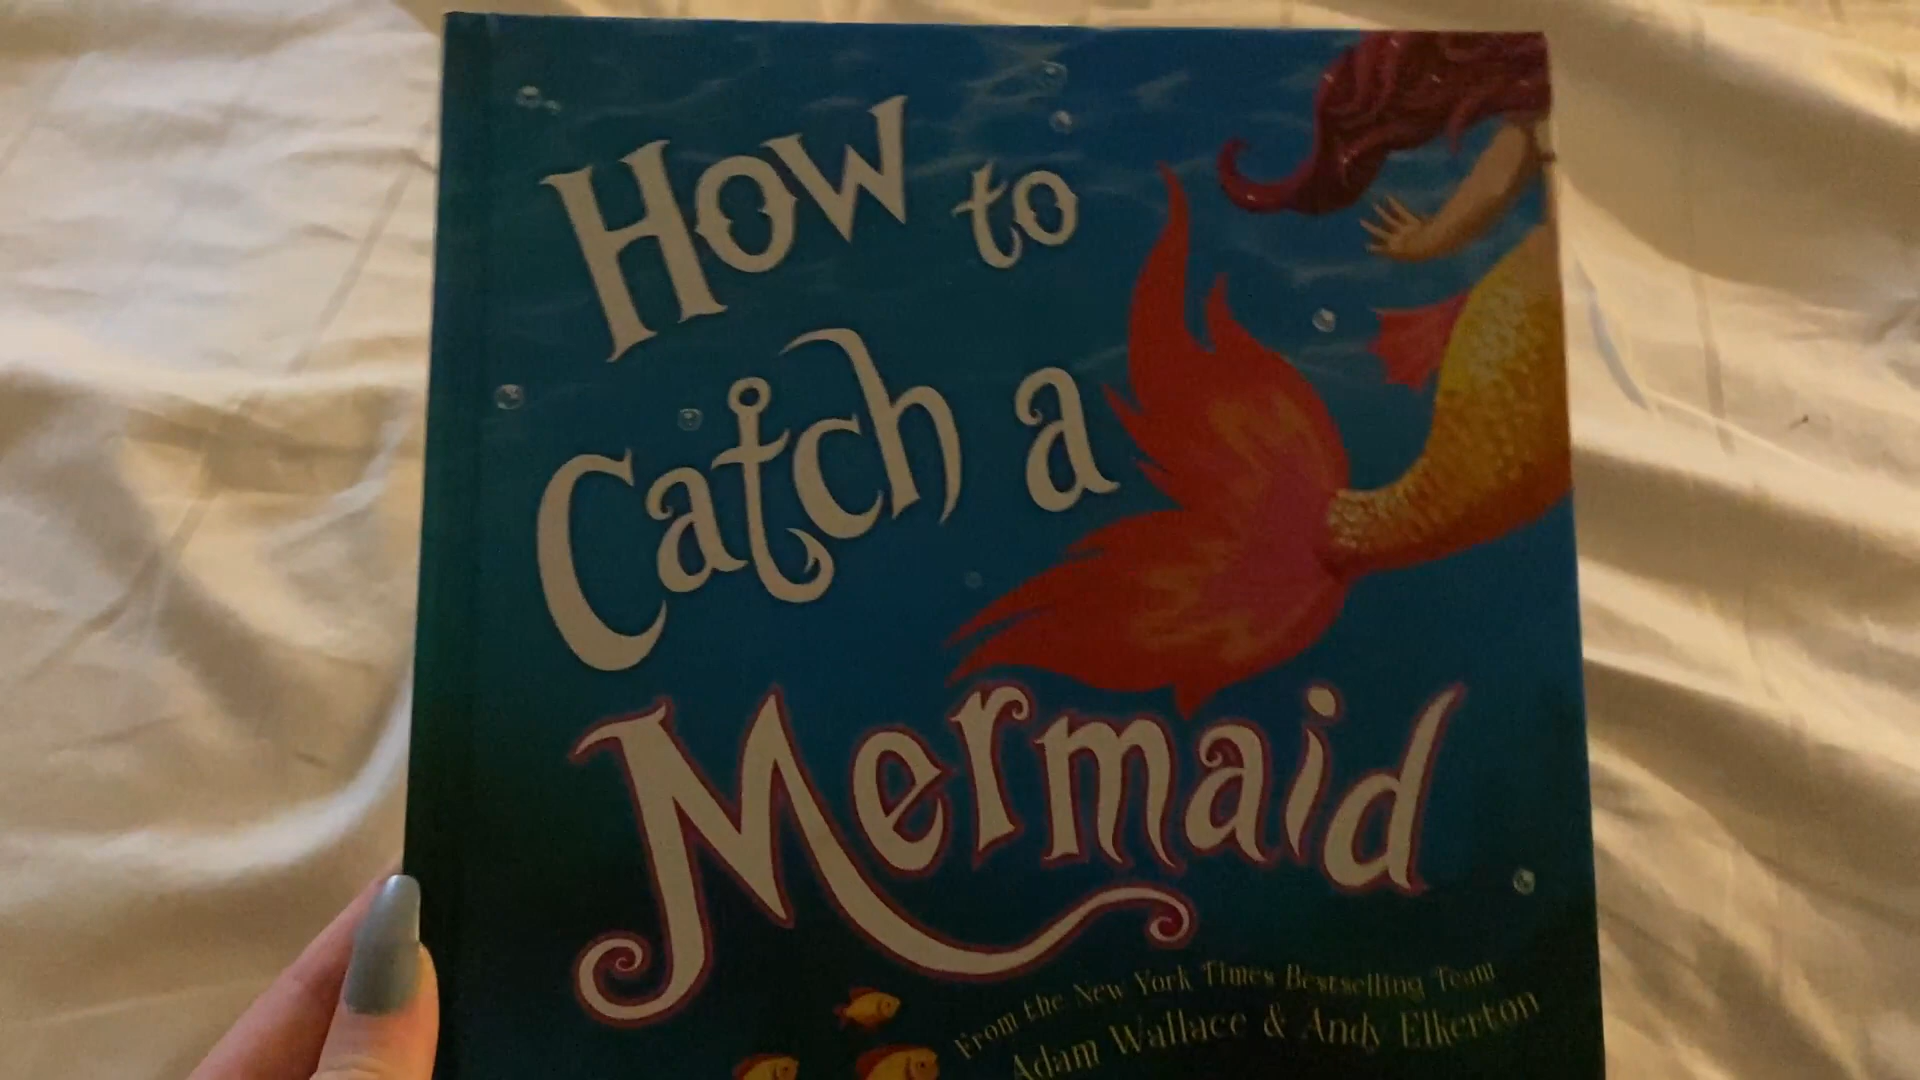 How to
Catch a
Mermaid
From the New York Times Bestselling Team
Adam Wallace & Andy Elkerton